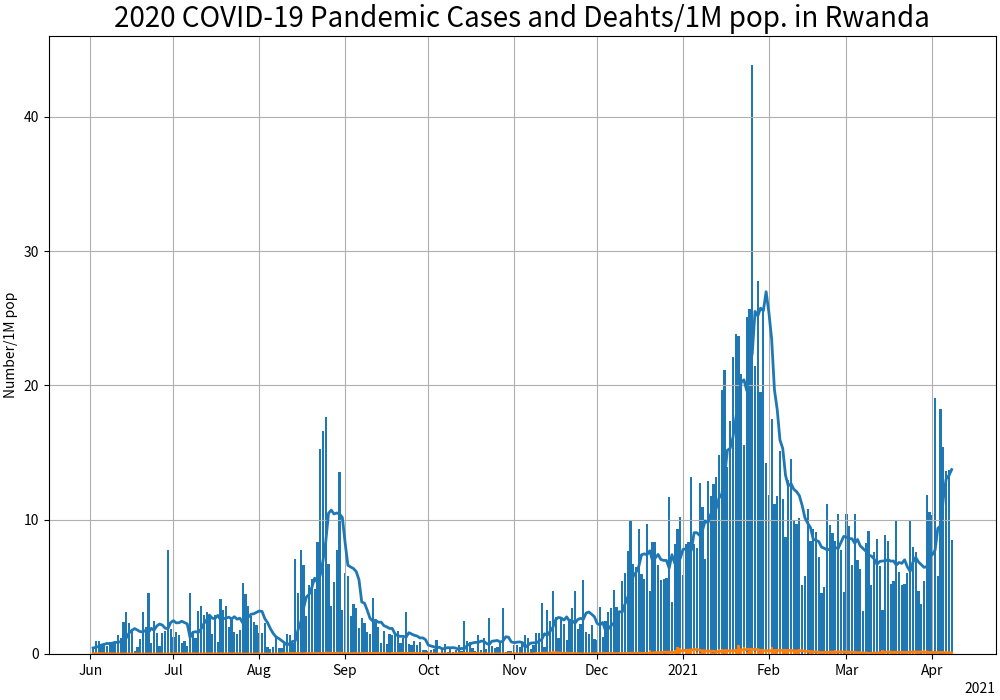 2020 COVID-19 Pandemic Cases and Deahts/1M pop. in Rwanda
Number/1M pop
40
30
20
10
0
Jun Jul Aug Sep Oct Nov Dec 2021 Feb Mar Apr
2021